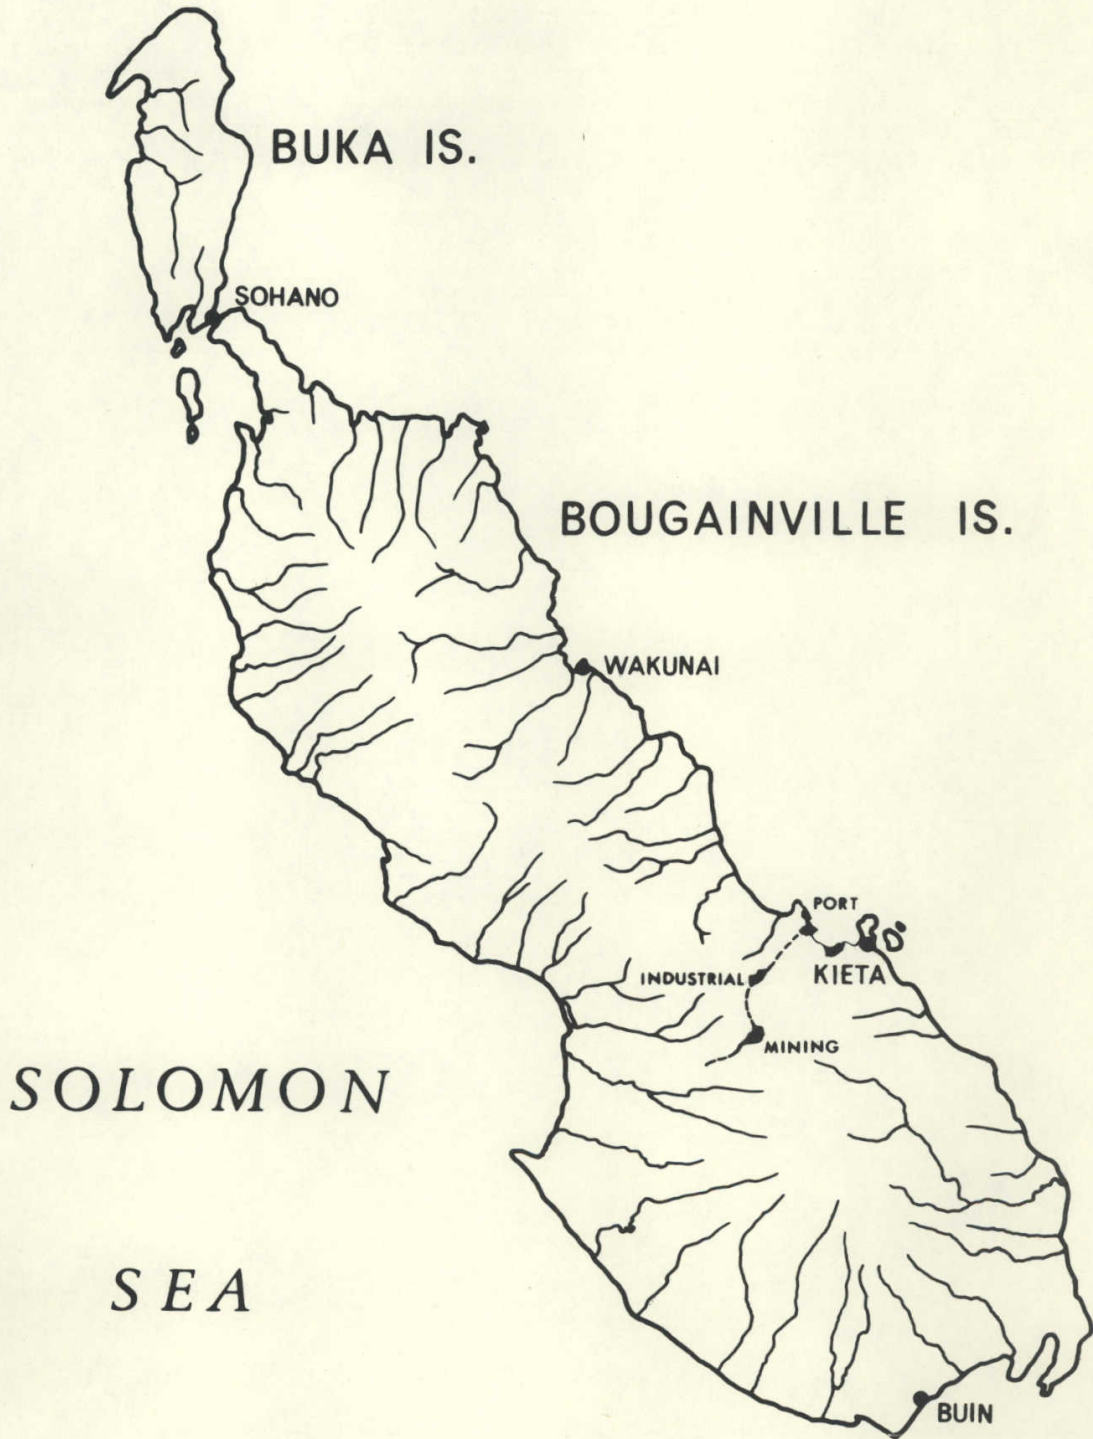 BUKA IS.
SOHANO
BOUGAINVILLE IS.
WAKUNAI
PORT
INDUSTRIAL
KIETA
MINING
SOLOMON
SEA
BUIN